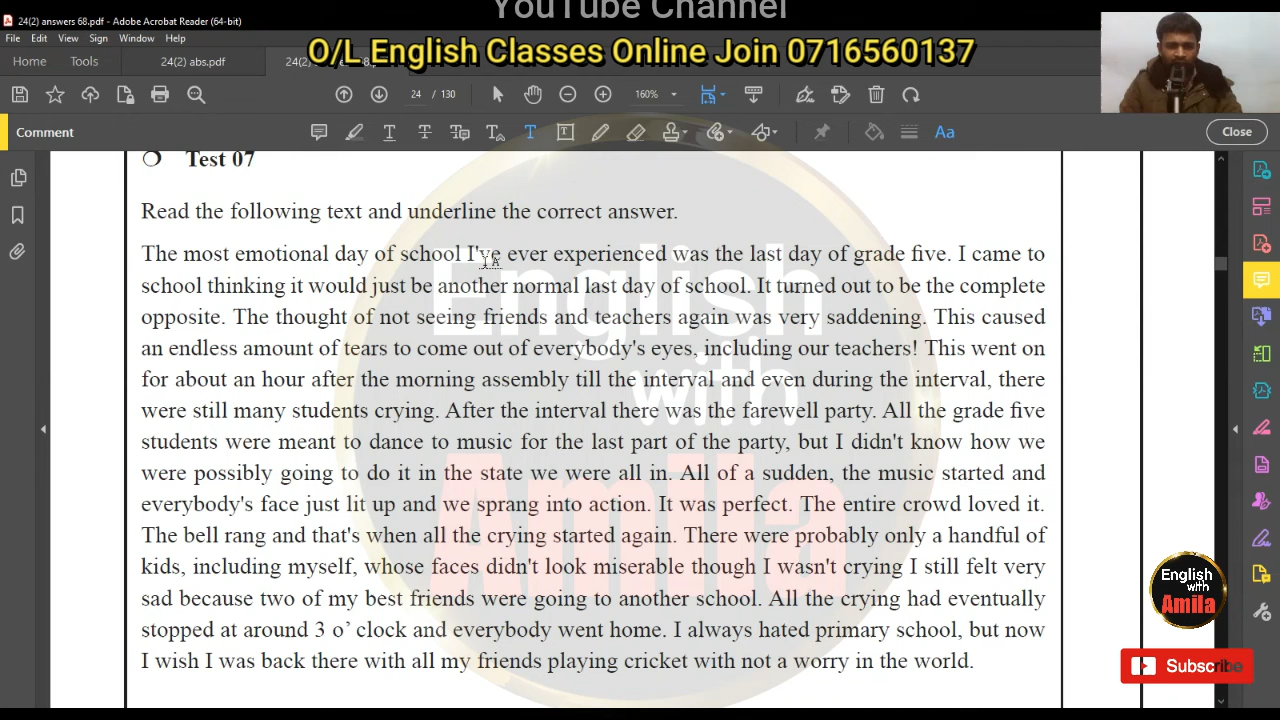 YouTube Channel
24(2) answers 68.pdf - Adobe Acrobat Reader (64-bit)
File Edit View Sign Window Help
O/L English Classes Online Join 0716560137
Home Tools 24(2) abs.pdf
24 / 130 160%
Comment Close
Test 07
Read the following text and underline the correct answer.
The most emotional day of school I've ever experienced was the last day of grade five. I came to
school thinking it would just be another normal last day of school. It turned out to be the complete
opposite. The thought of not seeing friends and teachers again was very saddening. This caused
an endless amount of tears to come out of everybody's eyes, including our teachers! This went on
for about an hour after the morning assembly till the interval and even during the interval, there
were still many students crying. After the interval there was the farewell party. All the grade five
students were meant to dance to music for the last part of the party, but I didn't know how we
were possibly going to do it in the state we were all in. All of a sudden, the music started and
everybody's face just lit up and we sprang into action. It was perfect. The entire crowd loved it.
The bell rang and that's when all the crying started again. There were probably only a handful of
kids, including myself, whose faces didn't look miserable though I wasn't crying I still felt very
sad because two of my best friends were going to another school. All the crying had eventually
stopped at around 3 o’ clock and everybody went home. I always hated primary school, but now
I wish I was back there with all my friends playing cricket with not a worry in the world.
English
with
Amila
English
with
Amila
Subscribe